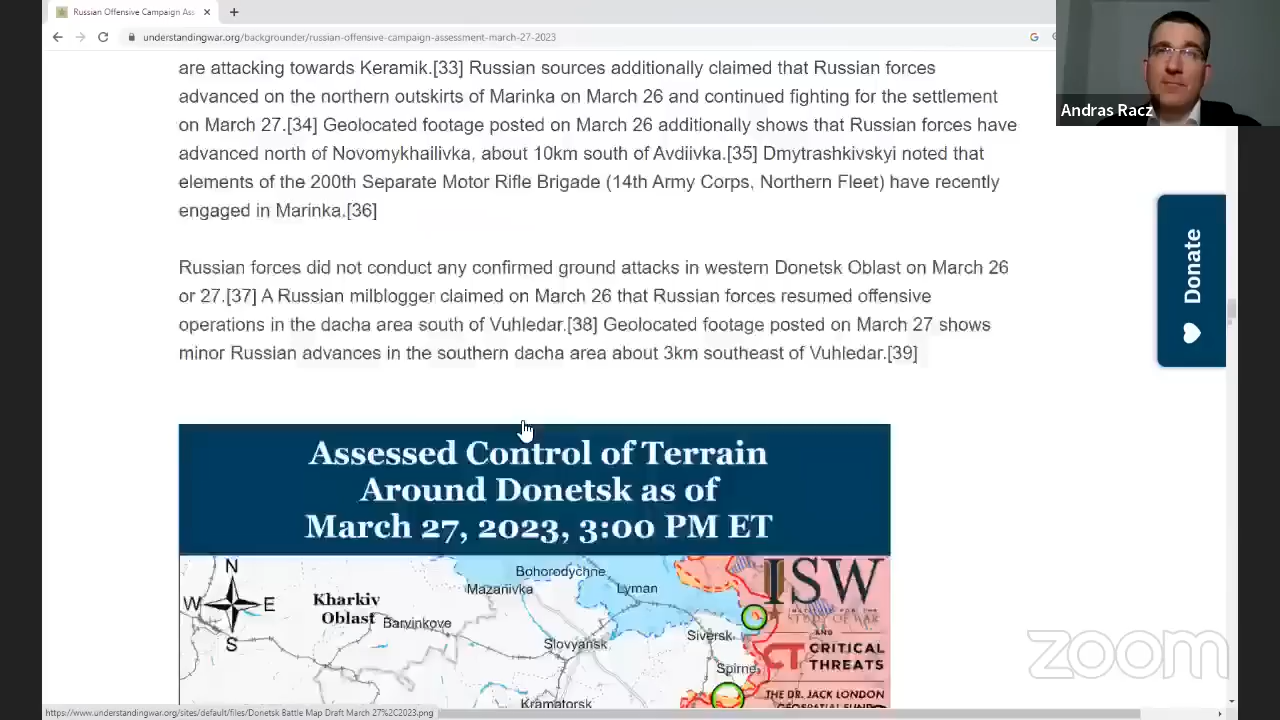 Russian Offensive Campaign Ass
understandingwar.org/backgrounder/russian-offensive-campaign-assessment-march-27-2023
are attacking towards Keramik.[33] Russian sources additionally claimed that Russian forces
advanced on the northern outskirts of Marinka on March 26 and continued fighting for the settlement
on March 27.[34] Geolocated footage posted on March 26 additionally shows that Russian forces have
advanced north of Novomykhailivka, about 10km south of Avdiivka.[35] Dmytrashkivskyi noted that
elements of the 200th Separate Motor Rifle Brigade (14th Army Corps, Northern Fleet) have recently
engaged in Marinka.[36]
Russian forces did not conduct any confirmed ground attacks in western Donetsk Oblast on March 26
or 27.[37] A Russian milblogger claimed on March 26 that Russian forces resumed offensive
operations in the dacha area south of Vuhledar.[38] Geolocated footage posted on March 27 shows
minor Russian advances in the southern dacha area about 3km southeast of Vuhledar.[39]
Andras Racz
Donate
Assessed Control of Terrain
Around Donetsk as of
March 27, 2023, 3:00 PM ET
N
W E
S
Kharkiv
Oblast
Barvinkove
Bohorodychne
Mazanivka
Lyman
Slovyansk
Siversk
Spirne
Kramatorsk
ISW
INSTITUTE FOR THE
STUDY OF WAR
AND
CT CRITICAL
THREATS
THE DR. JACK LONDON
GEOSPATIAL FUND
zoom
https://www.understandingwar.org/sites/default/files/Donetsk Battle Map Draft March 27%2C2023.png